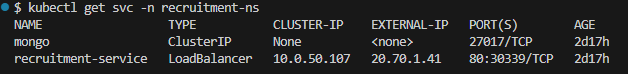 $ kubectl get svc -n recruitment-ns
NAME TYPE CLUSTER-IP EXTERNAL-IP PORT(S) AGE
mongo ClusterIP None <none> 27017/TCP 2d17h
recruitment-service LoadBalancer 10.0.50.107 20.70.1.41 80:30339/TCP 2d17h